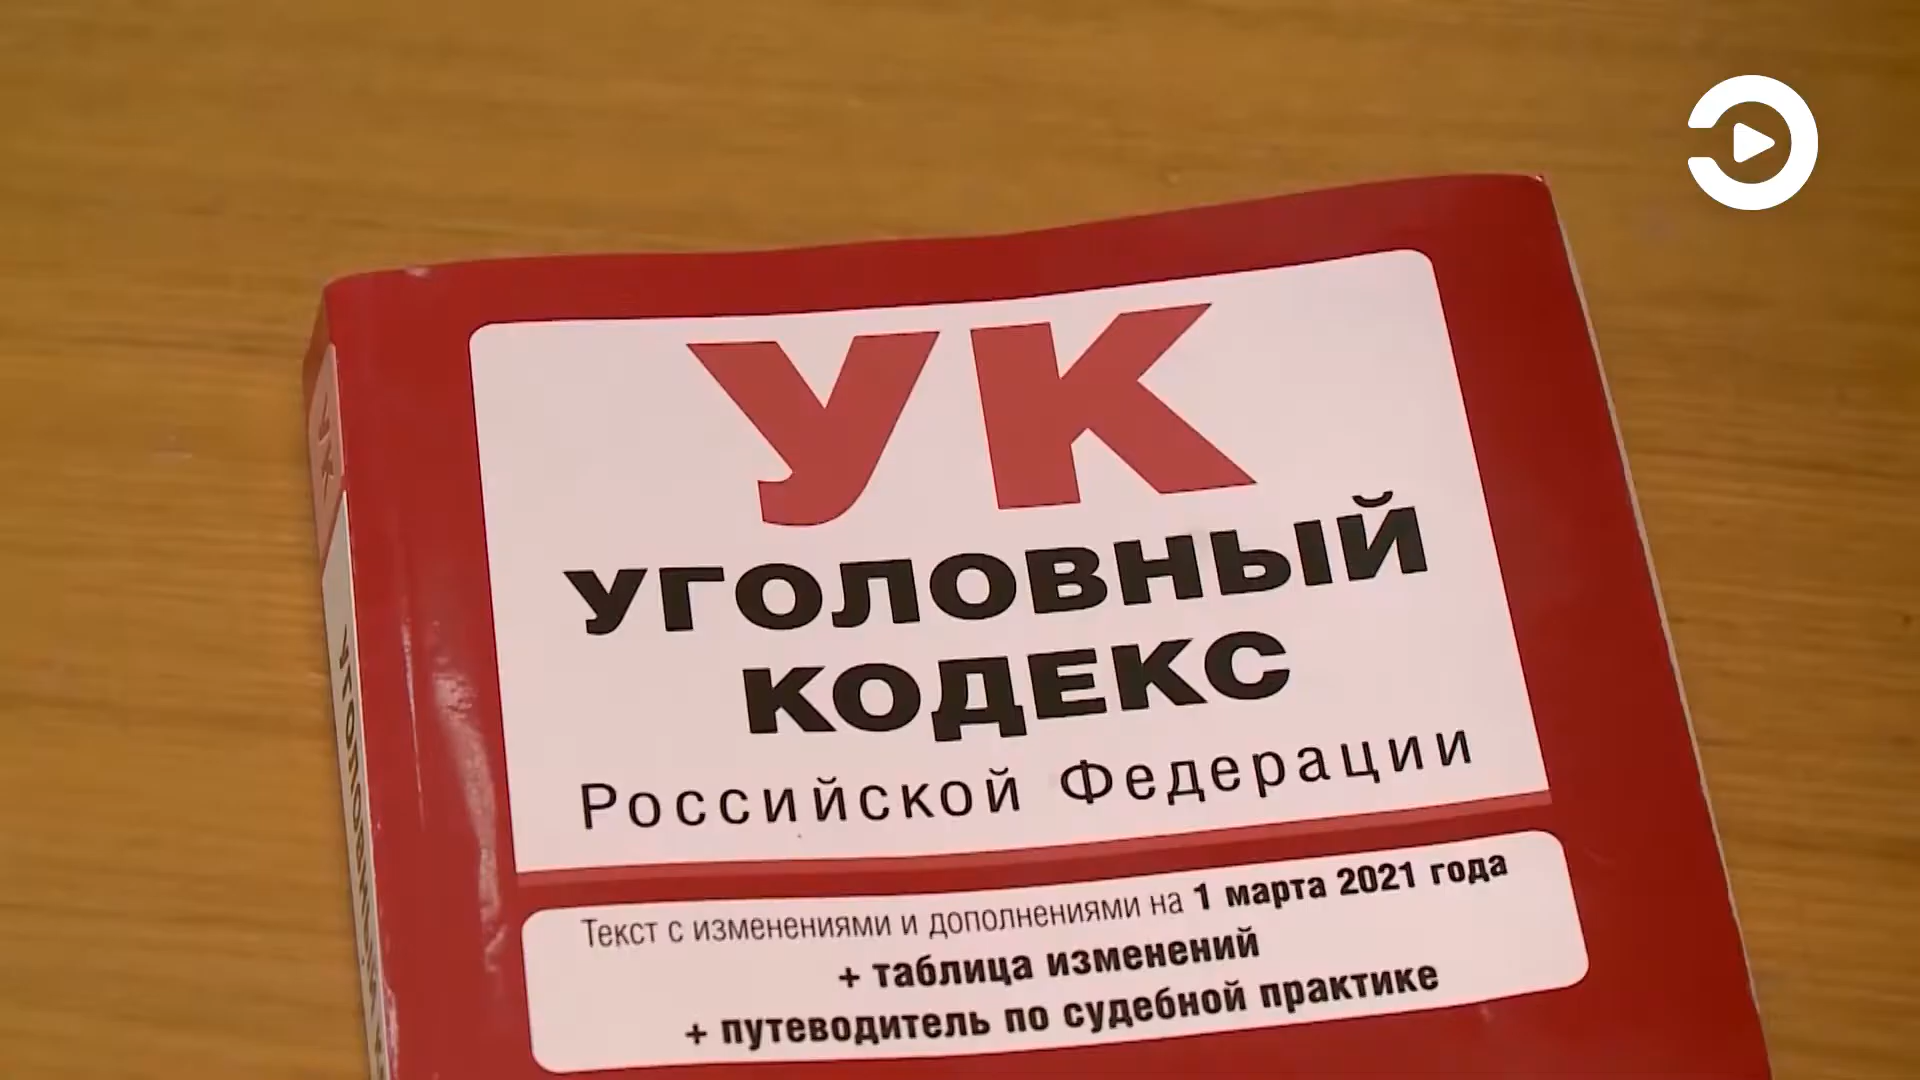 УК
УГОЛОВНЫЙ
КОДЕКС
Российской Федерации
Текст с изменениями и дополнениями на 1 марта 2021 года
+ таблица изменений
+ путеводитель по судебной практике
УК